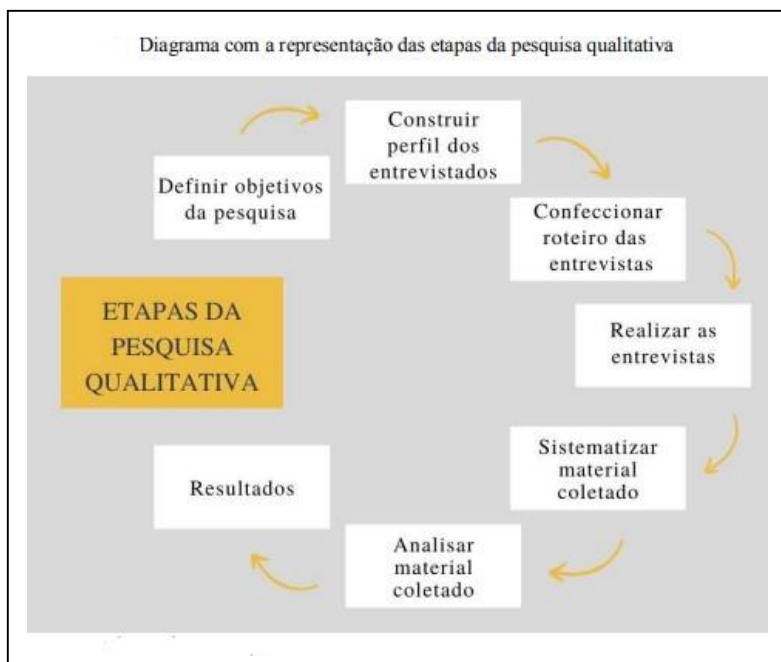 Diagrama com a representação das etapas da pesquisa qualitativa
Construir
perfil dos
entrevistados
Definir objetivos
da pesquisa
Confeccionar
roteiro das
entrevistas
Realizar as
entrevistas
ETAPAS DA
PESQUISA
QUALITATIVA
Sistematizar
material
coletado
Analisar
material
coletado
Resultados